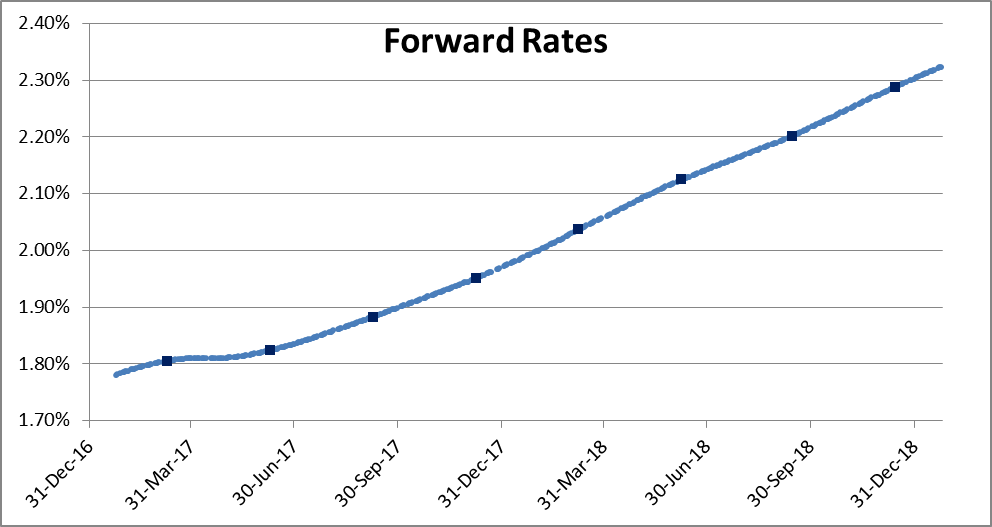 Forward Rates
2.40%
2.30%
2.20%
2.10%
2.00%
1.90%
1.80%
1.70%
31-Dec-16
31-Mar-17
30-Jun-17
30-Sep-17
31-Dec-17
31-Mar-18
30-Jun-18
30-Sep-18
31-Dec-18